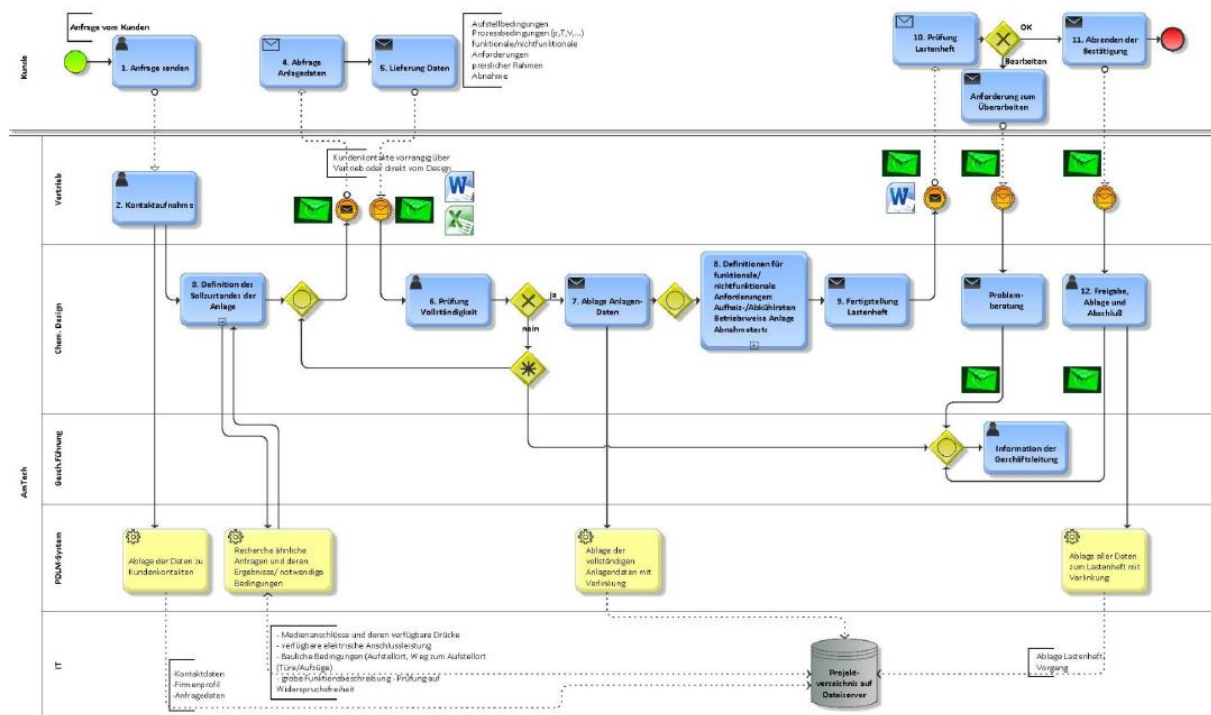 Anfrage vom Kunden
Kunde
1. Anfrage senden
4. Abfrage
Anlagedaten
5. Lieferung Daten
Aufstellbedingungen
Prozessbedingungen (p,T,V,...)
funktionale/nichtfunktionale
Anforderungen
preislicher Rahmen
Abnahme
10. Prüfung
Lastenheft
OK
Bearbeiten
11. Absenden der
Bestätigung
Anforderung zum
Überarbeiten
AmTech
Vertrieb
2. Kontaktaufnahme
Kundenkontakte vorrangig über
Vertrieb oder direkt vom Design
Chem.Design
3. Definition des
Sollzustandes der
Anlage
6. Prüfung
Vollständigkeit
ja
nein
7. Ablage Anlagen-
Daten
8. Definitionen für
funktionale/
nichtfunktionale
Anforderungen:
Aufheiz-/Abkühlraten
Betriebsweise Anlage
Abnahmetests
9. Fertigstellung
Lastenheft
Problem-
beratung
12. Freigabe,
Ablage und
Abschluß
Gesch.Führung
Information der
Geschäftsleitung
PDLM-System
Ablage der Daten zu
Kundenkontakten
Recherche ähnliche
Anfragen und deren
Ergebnisse/ notwendige
Bedingungen
Ablage der
vollständigen
Anlagendaten mit
Verlinkung
Ablage aller Daten
zum Lastenheft mit
Verlinkung
IT
-Kontaktdaten
-Firmenprofil
-Anfragedaten
- Medienanschlüsse und deren verfügbare Drücke
- verfügbare elektrische Anschlussleistung
- Bauliche Bedingungen (Aufstellort, Weg zum Aufstellort
(Türe/Aufzüge)
- grobe Funktionsbeschreibung - Prüfung auf
Widerspruchsfreiheit
Projekt-
verzeichnis auf
Dateiserver
Ablage Lastenheft
Vorgang